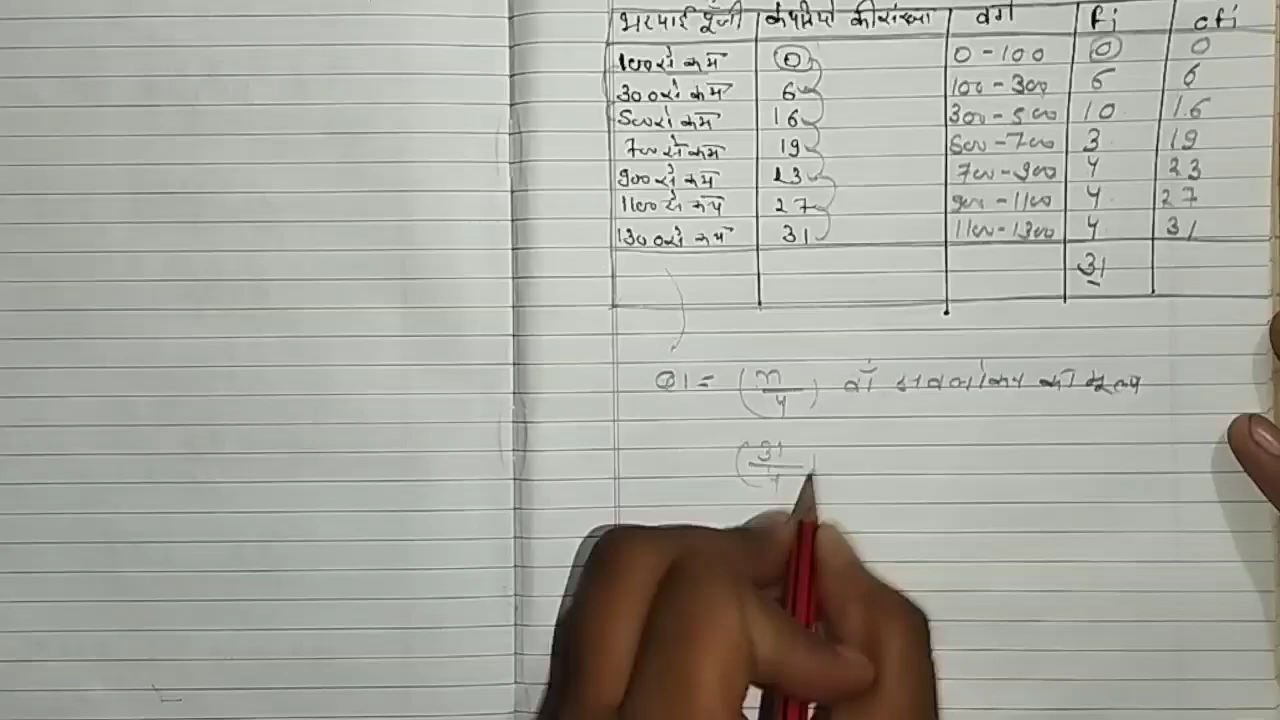 भरपाई पूँजी कंपनियों की संख्या वर्ग fi cfi
100 से कम 0 0-100 0 0
300 से कम 6 100-300 6 6
500 से कम 16 300-500 10 16
700 से कम 19 500-700 3 19
900 से कम 23 700-900 4 23
1100 से कम 27 900-1100 4 27
1300 से कम 31 1100-1300 4 31
31
Q1 = (n/4) वाँ अवलोकन का मूल्य
(31/4)